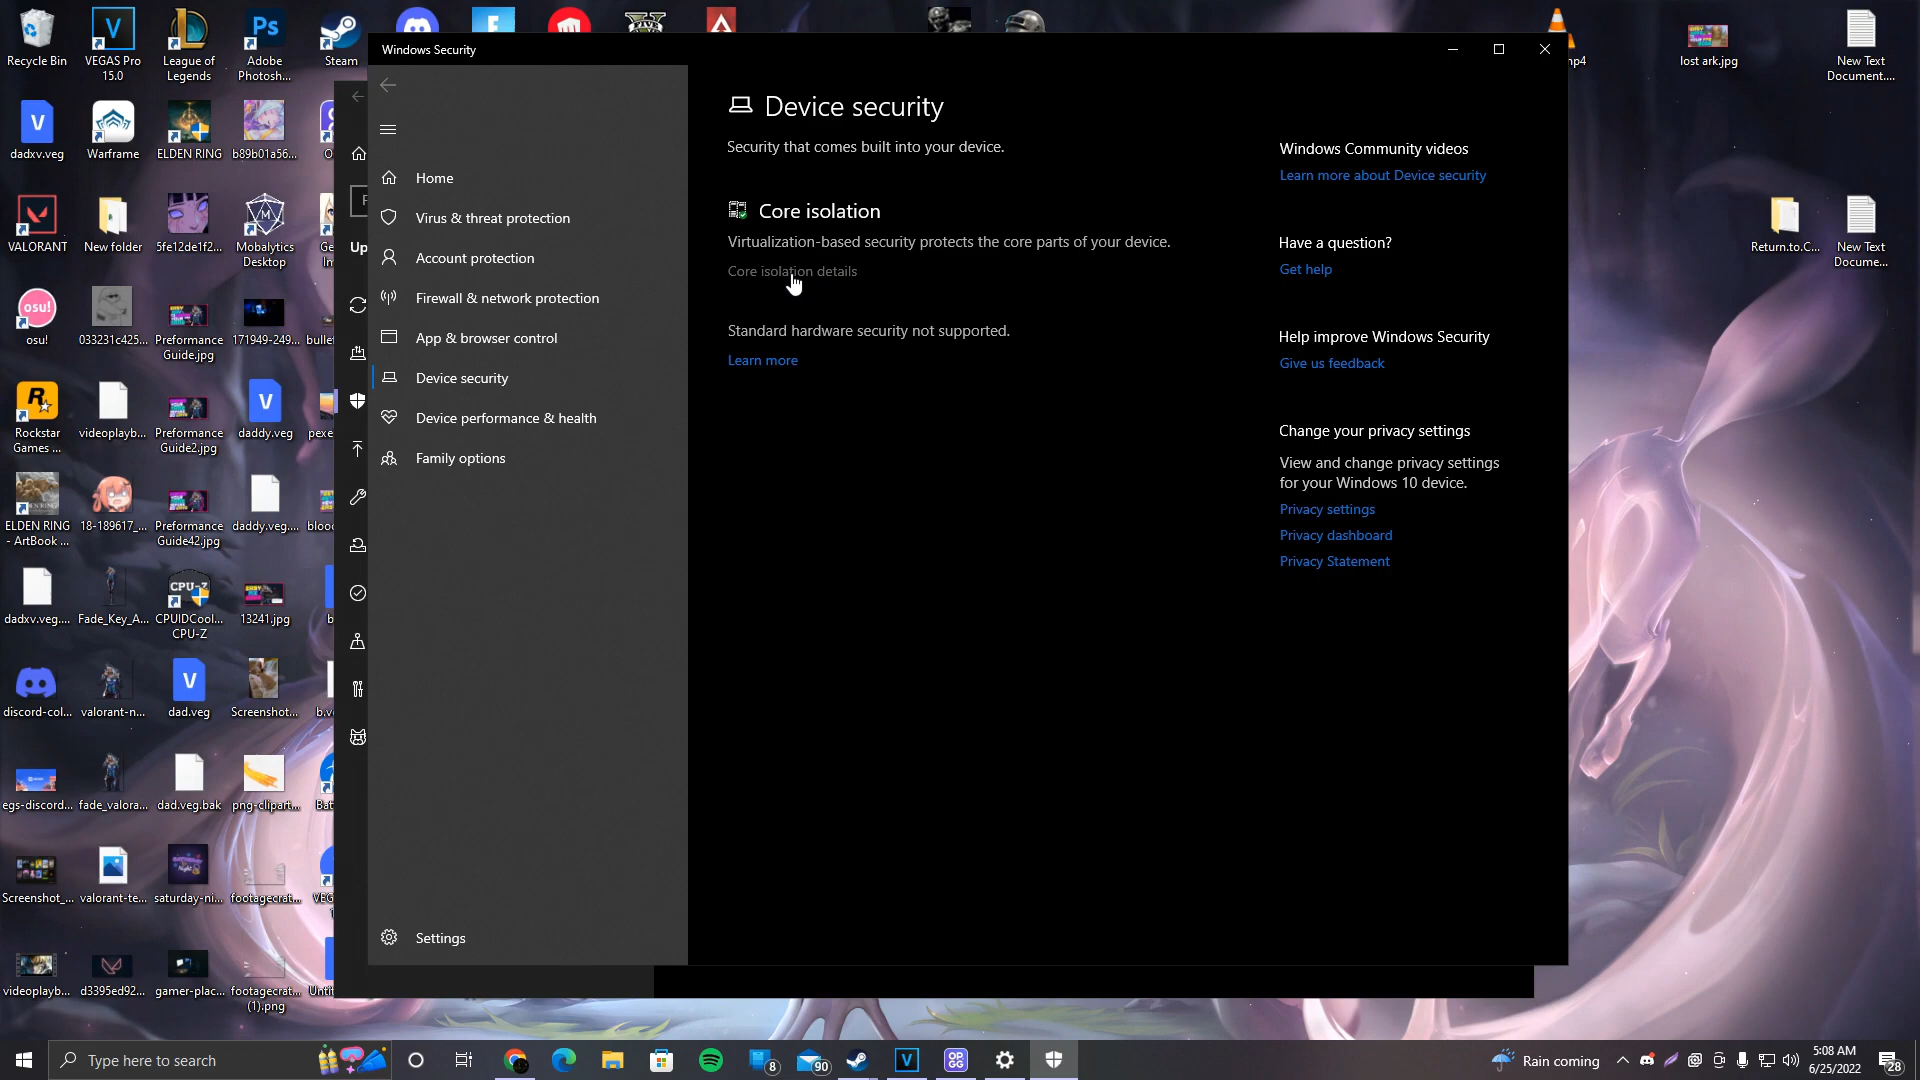 Windows Security
Home
Virus & threat protection
Account protection
Firewall & network protection
App & browser control
Device security
Device performance & health
Family options
Settings
Device security
Security that comes built into your device.
Core isolation
Virtualization-based security protects the core parts of your device.
Core isolation details
Standard hardware security not supported.
Learn more
Windows Community videos
Learn more about Device security
Have a question?
Get help
Help improve Windows Security
Give us feedback
Change your privacy settings
View and change privacy settings
for your Windows 10 device.
Privacy settings
Privacy dashboard
Privacy Statement
Up
Recycle Bin
VEGAS Pro
15.0
League of
Legends
Adobe
Photosh...
Steam
dadxv.veg
Warframe
ELDEN RING
b89b01a56...
VALORANT
New folder
5fe12de1f2...
Mobalytics
Desktop
osu!
033231c425...
Preformance
Guide.jpg
171949-249...
Rockstar
Games ...
videoplayb...
Preformance
Guide2.jpg
daddy.veg
ELDEN RING
- ArtBook ...
18-189617_...
Preformance
Guide42.jpg
daddy.veg....
dadxv.veg....
Fade_Key_A...
CPUIDCool...
CPU-Z
13241.jpg
discord-col...
valorant-n...
dad.veg
Screenshot...
egs-discord...
fade_valora...
dad.veg.bak
png-clipart...
Screenshot_...
valorant-te...
saturday-ni...
footagecrat...
videoplayb...
d3395ed92...
gamer-plac...
footagecrat...
(1).png
lost ark.jpg
New Text
Document....
Return.to.C...
New Text
Docume...
Type here to search
8
90
OP
GG
Rain coming
5:08 AM
6/25/2022
28